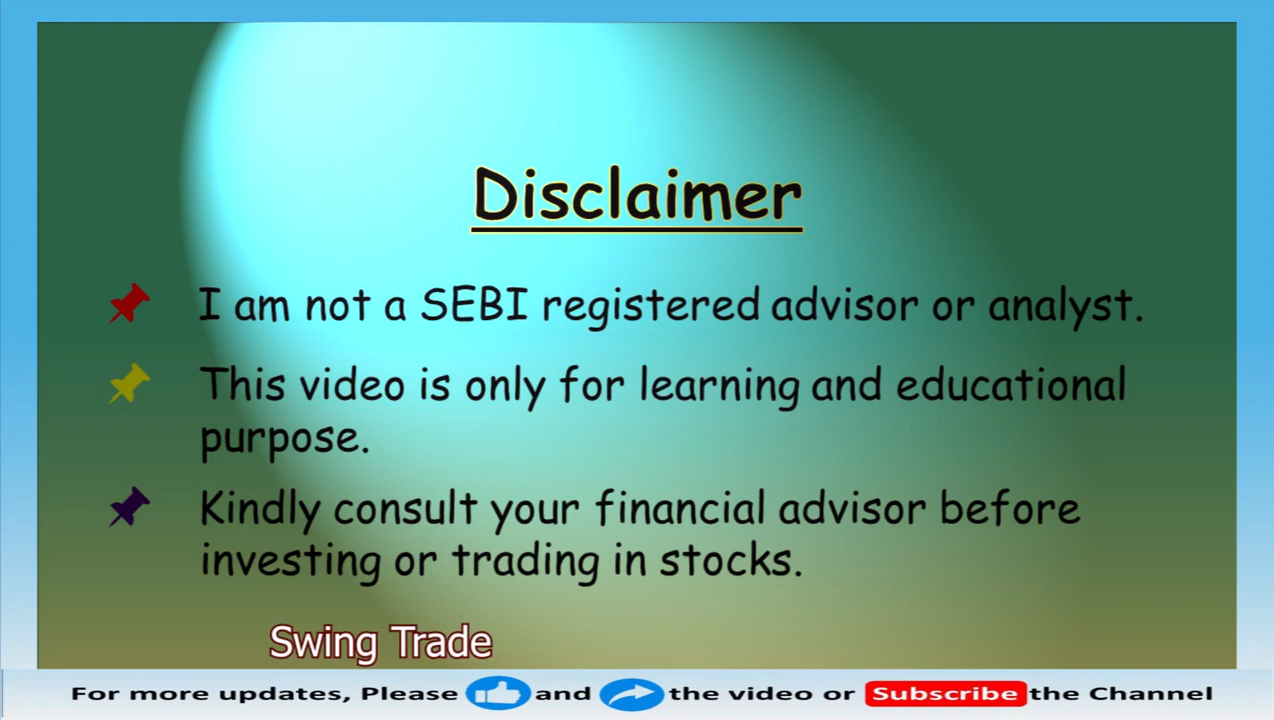 Disclaimer
I am not a SEBI registered advisor or analyst.
This video is only for learning and educational
purpose.
Kindly consult your financial advisor before
investing or trading in stocks.
Swing Trade
For more updates, Please and the video or Subscribe the Channel